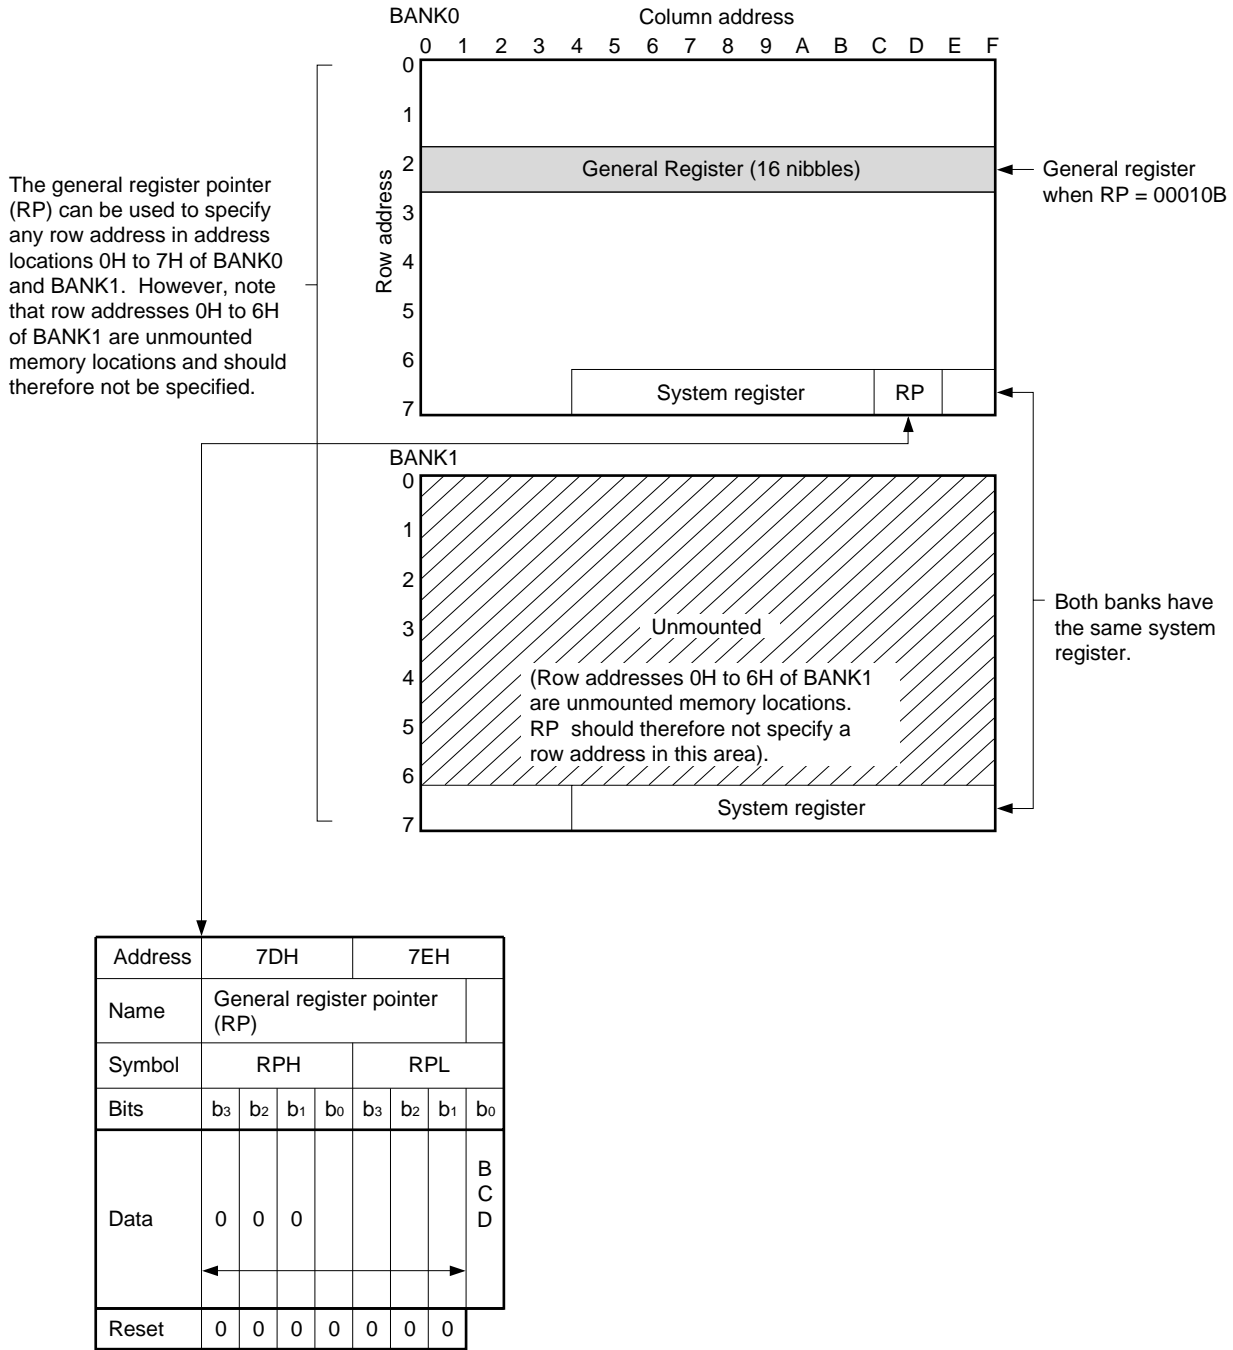 BANK0
Column address
0 1 2 3 4 5 6 7 8 9 A B C D E F
0
1
2
3
4
5
6
7
Row address
General Register (16 nibbles)
General register
when RP = 00010B
The general register pointer
(RP) can be used to specify
any row address in address
locations 0H to 7H of BANK0
and BANK1. However, note
that row addresses 0H to 6H
of BANK1 are unmounted
memory locations and should
therefore not be specified.
System register RP
BANK1
0
1
2
3
4
5
6
7
Unmounted
(Row addresses 0H to 6H of BANK1
are unmounted memory locations.
RP should therefore not specify a
row address in this area).
System register
Both banks have
the same system
register.
Address 7DH 7EH
Name General register pointer
(RP)
Symbol RPH RPL
Bits b3 b2 b1 b0 b3 b2 b1 b0
Data 0 0 0
B
C
D
Reset 0 0 0 0 0 0 0